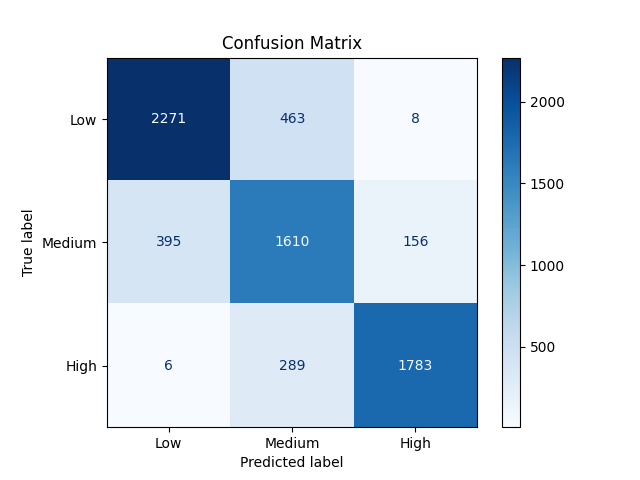 Confusion Matrix
Low 2271 463 8
Medium 395 1610 156
High 6 289 1783
Low Medium High
Predicted label
True label
2000
1500
1000
500